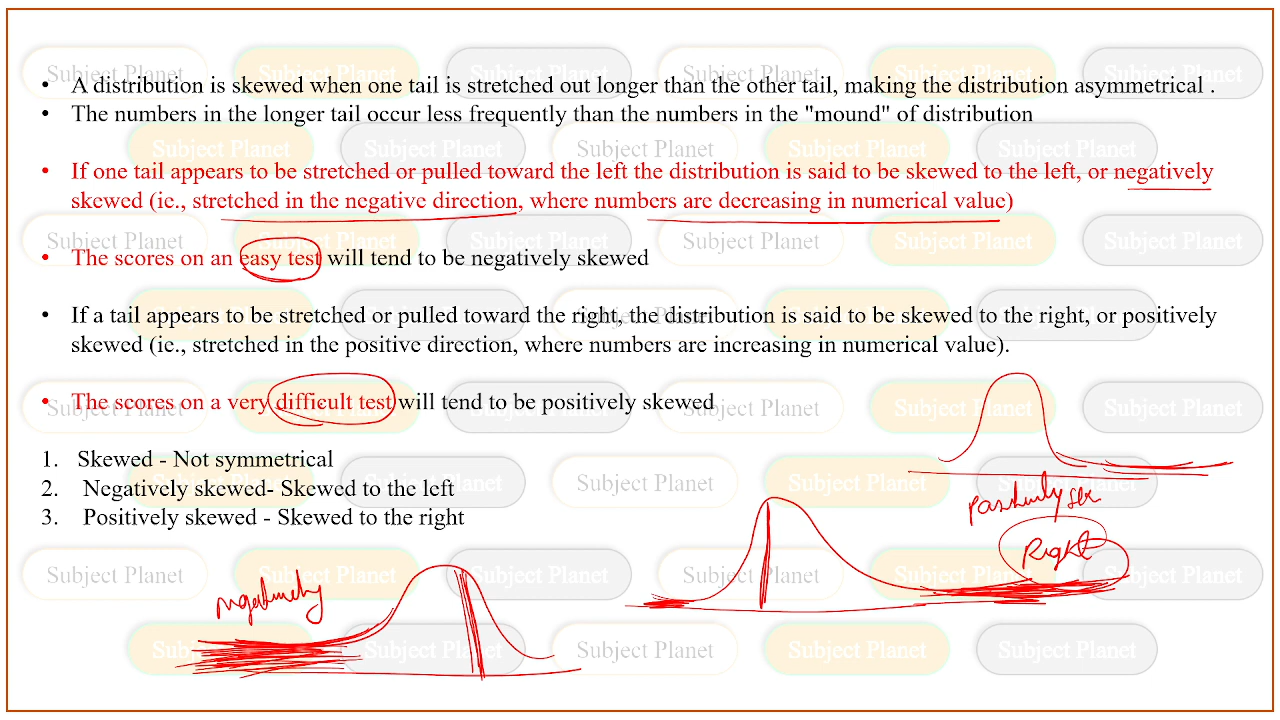 • A distribution is skewed when one tail is stretched out longer than the other tail, making the distribution asymmetrical .
• The numbers in the longer tail occur less frequently than the numbers in the "mound" of distribution
• If one tail appears to be stretched or pulled toward the left the distribution is said to be skewed to the left, or negatively
skewed (ie., stretched in the negative direction, where numbers are decreasing in numerical value)
• The scores on an easy test will tend to be negatively skewed
• If a tail appears to be stretched or pulled toward the right, the distribution is said to be skewed to the right, or positively
skewed (ie., stretched in the positive direction, where numbers are increasing in numerical value).
• The scores on a very difficult test will tend to be positively skewed
1. Skewed - Not symmetrical
2. Negatively skewed- Skewed to the left
3. Positively skewed - Skewed to the right
Right
Subject Planet